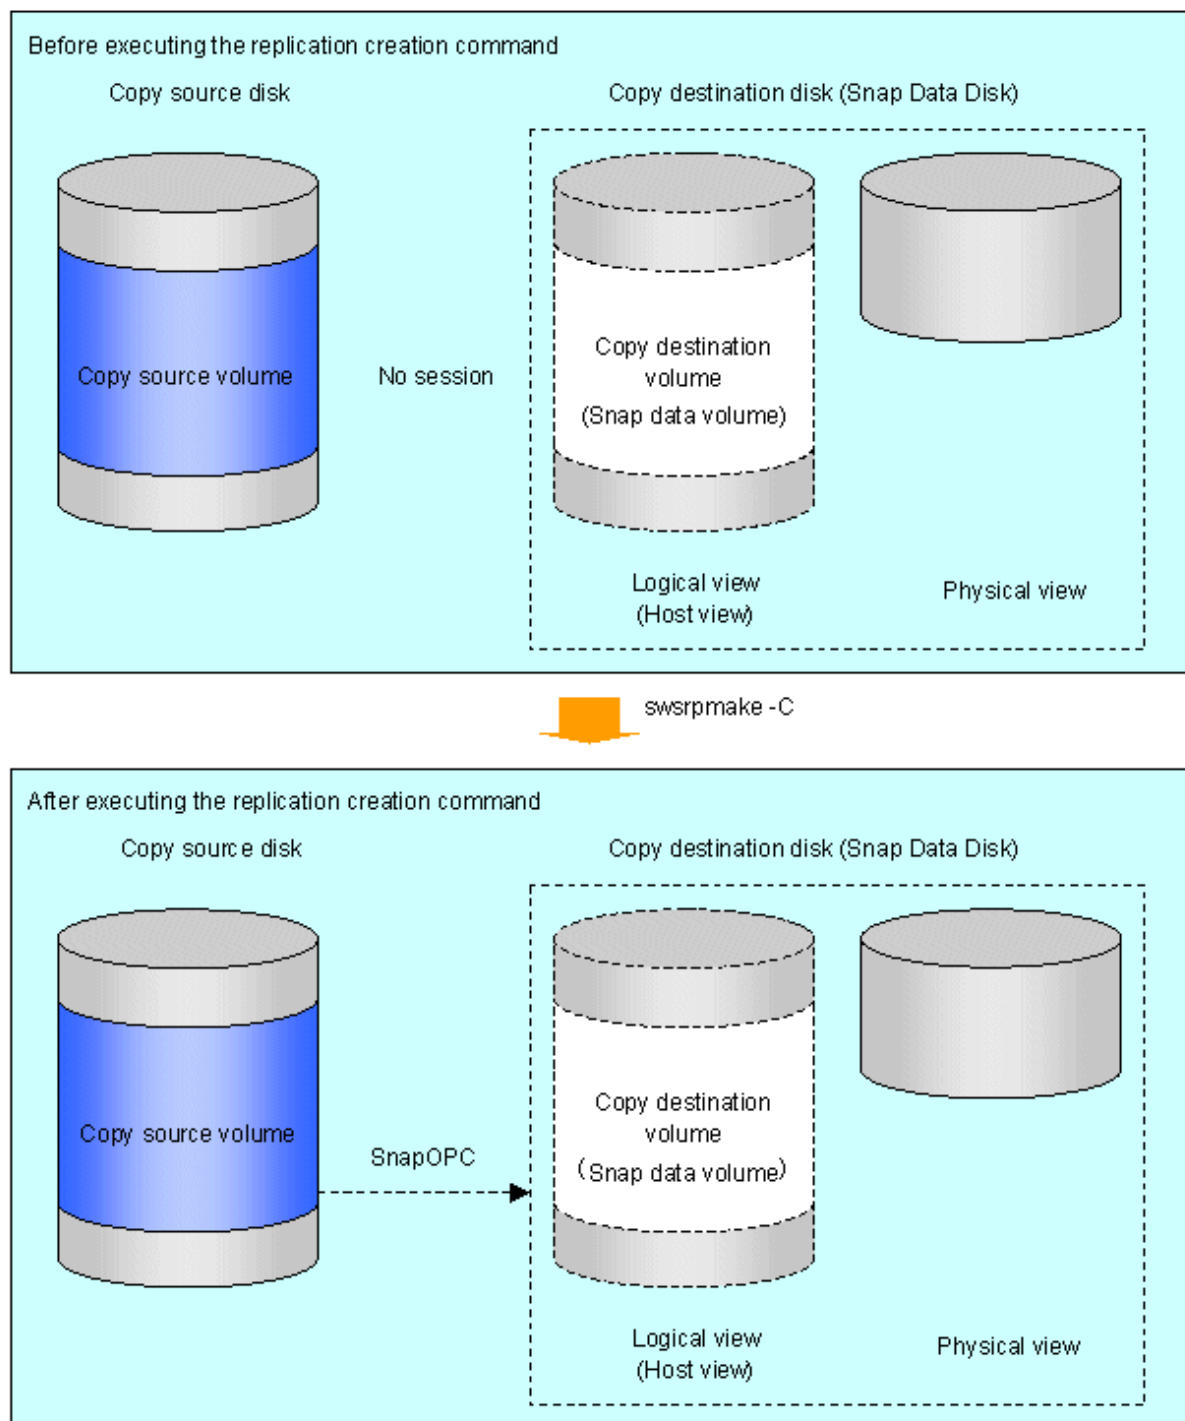 Before executing the replication creation command
Copy source disk
Copy destination disk (Snap Data Disk)
Copy source volume
No session
Copy destination
volume
(Snap data volume)
Logical view
(Host view)
Physical view
swsrpmake -C
After executing the replication creation command
Copy source disk
Copy destination disk (Snap Data Disk)
Copy source volume
SnapOPC
Copy destination
volume
(Snap data volume)
Logical view
(Host view)
Physical view